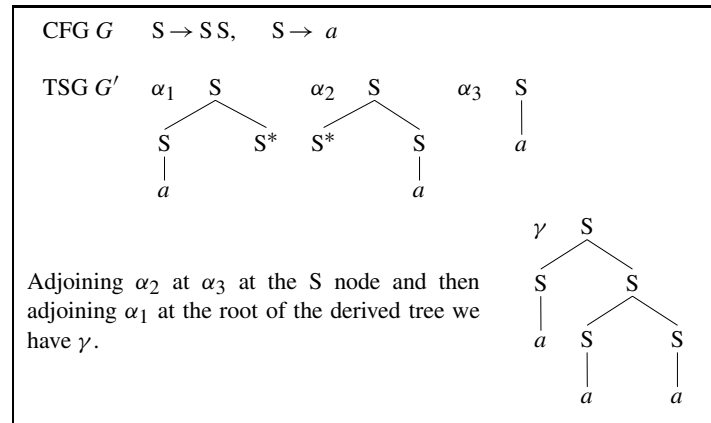 CFG G S → S S, S → a
TSG G′ α1 S α2 S α3 S
S S* S* S a
a a
γ S
Adjoining α2 at α3 at the S node and then
adjoining α1 at the root of the derived tree we
have γ.
S S
a S S
a a